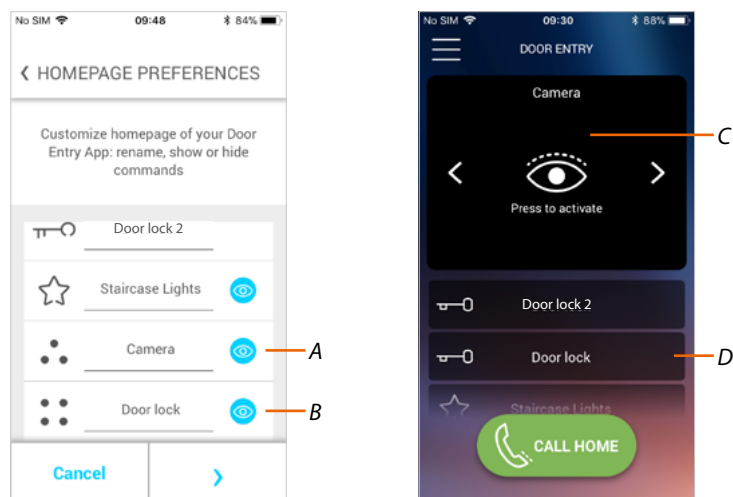 No SIM 09:48 84%
HOMEPAGE PREFERENCES
Customize homepage of your Door
Entry App: rename, show or hide
commands
Door lock 2
Staircase Lights
Camera
A
Door lock
B
Cancel
No SIM 09:30 88%
DOOR ENTRY
Camera
C
Press to activate
Door lock 2
Door lock
D
Staircase Lights
CALL HOME